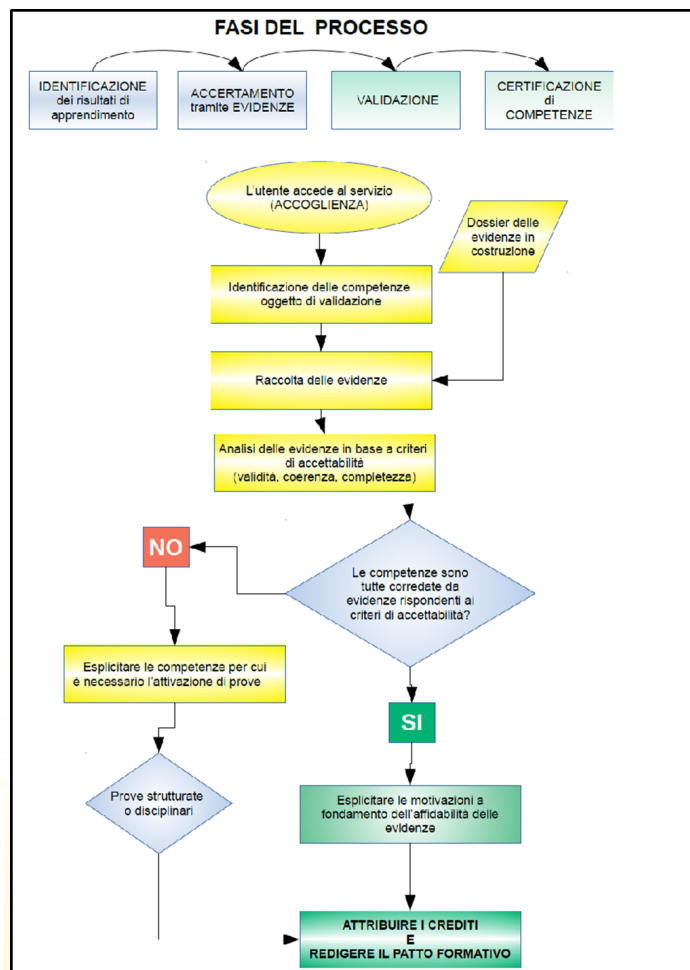 FASI DEL PROCESSO
IDENTIFICAZIONE
dei risultati di
apprendimento
ACCERTAMENTO
tramite EVIDENZE
VALIDAZIONE
CERTIFICAZIONE
di
COMPETENZE
L'utente accede al servizio
(ACCOGLIENZA)
Dossier delle
evidenze in
costruzione
Identificazione delle competenze
oggetto di validazione
Raccolta delle evidenze
Analisi delle evidenze in base a criteri
di accettabilità
(validità, coerenza, completezza)
NO
Le competenze sono
tutte corredate da
evidenze rispondenti ai
criteri di accettabilità?
Esplicitare le competenze per cui
é necessario l'attivazione di prove
SI
Prove strutturate
o disciplinari
Esplicitare le motivazioni a
fondamento dell'affidabilità delle
evidenze
ATTRIBUIRE I CREDITI
E
REDIGERE IL PATTO FORMATIVO